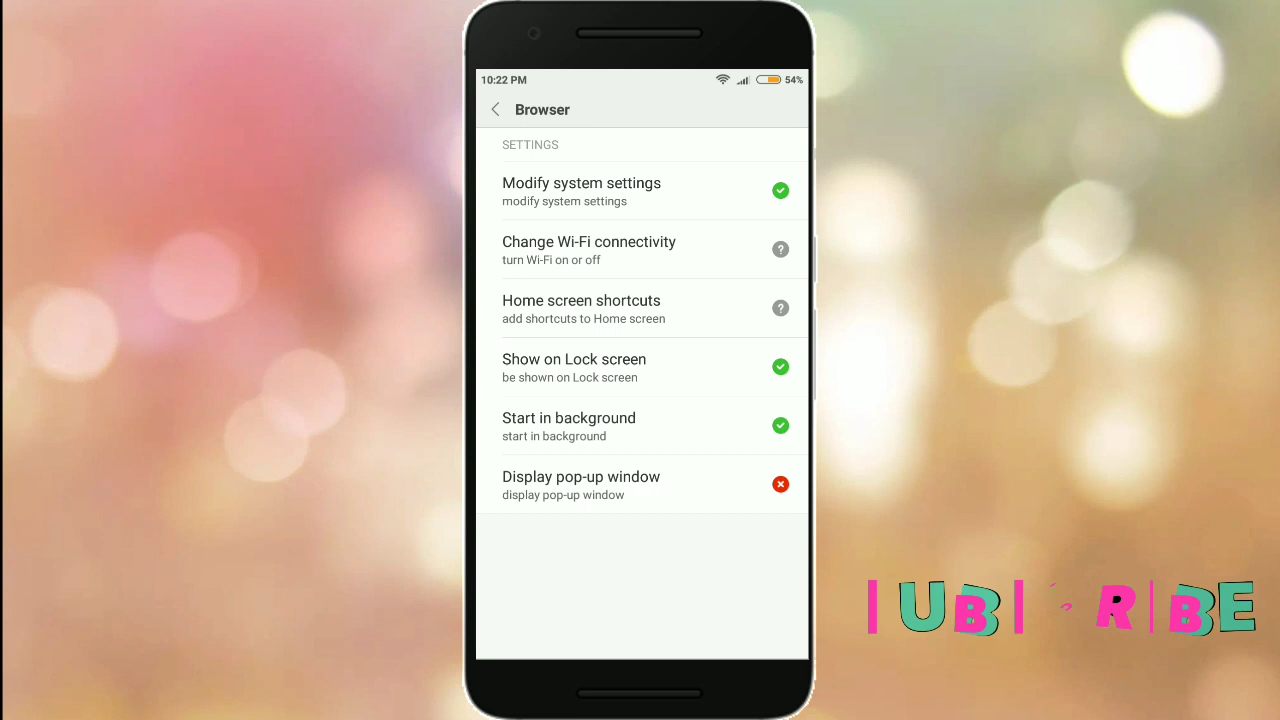 10:22 PM 54%
Browser
SETTINGS
Modify system settings
modify system settings
Change Wi-Fi connectivity
turn Wi-Fi on or off
Home screen shortcuts
add shortcuts to Home screen
Show on Lock screen
be shown on Lock screen
Start in background
start in background
Display pop-up window
display pop-up window